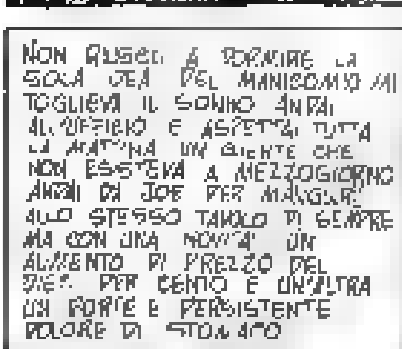 NON RIUSCII A DORMIRE LA
SOLA IDEA DEL MANICOMIO MI
TOGLIEVA IL SONNO ANDAI
ALL'UFFICIO E ASPETTAI TUTTA
LA MATTINA UN CLIENTE CHE
NON ESISTEVA A MEZZOGIORNO
ANDAI DA JOE PER MANGIARE
ALLO STESSO TAVOLO DI SEMPRE
MA CON UNA NOVITA' UN
AUMENTO DI PREZZO DEL
DIECI PER CENTO E UN'ALTRA
UN FORTE E PERSISTENTE
DOLORE DI STOMACO